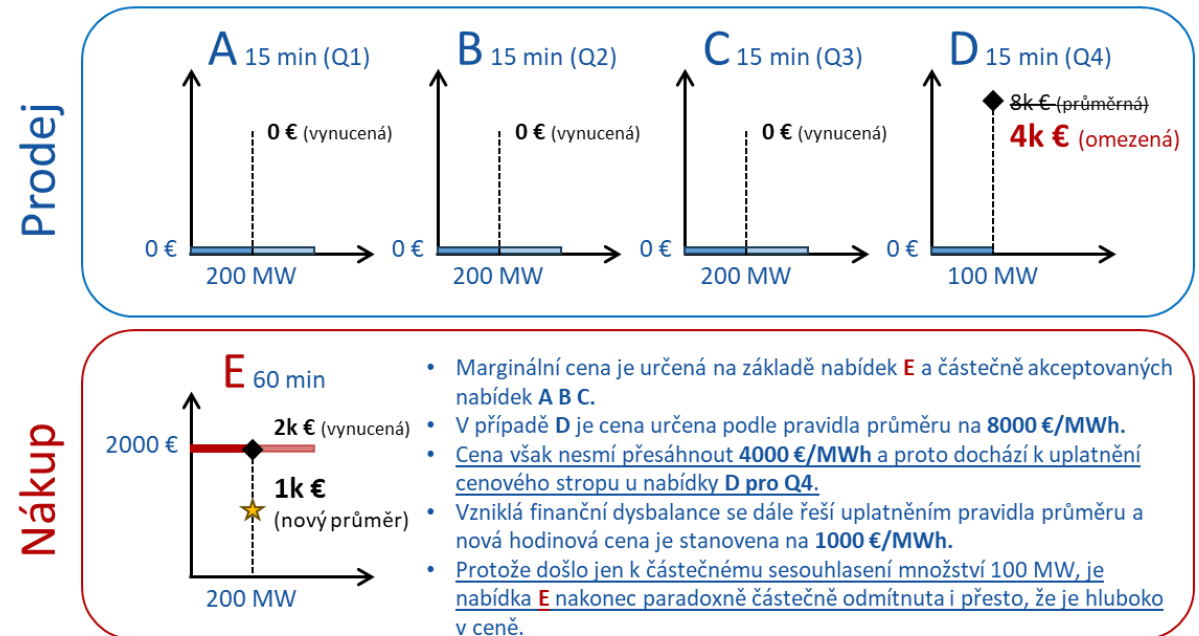 Prodej
A 15 min (Q1)
0 € (vynucená)
0 €
200 MW
B 15 min (Q2)
0 € (vynucená)
0 €
200 MW
C 15 min (Q3)
0 € (vynucená)
0 €
200 MW
D 15 min (Q4)
8k € (průměrná)
4k € (omezená)
0 €
100 MW
Nákup
E 60 min
2k € (vynucená)
2000 €
1k €
(nový průměr)
200 MW
• Marginální cena je určená na základě nabídek E a částečně akceptovaných
nabídek A B C.
• V případě D je cena určena podle pravidla průměru na 8000 €/MWh.
• Cena však nesmí přesáhnout 4000 €/MWh a proto dochází k uplatnění
cenového stropu u nabídky D pro Q4.
• Vzniklá finanční dysbalance se dále řeší uplatněním pravidla průměru a
nová hodinová cena je stanovena na 1000 €/MWh.
• Protože došlo jen k částečnému sesouhlasení množství 100 MW, je
nabídka E nakonec paradoxně částečně odmítnuta i přesto, že je hluboko
v ceně.